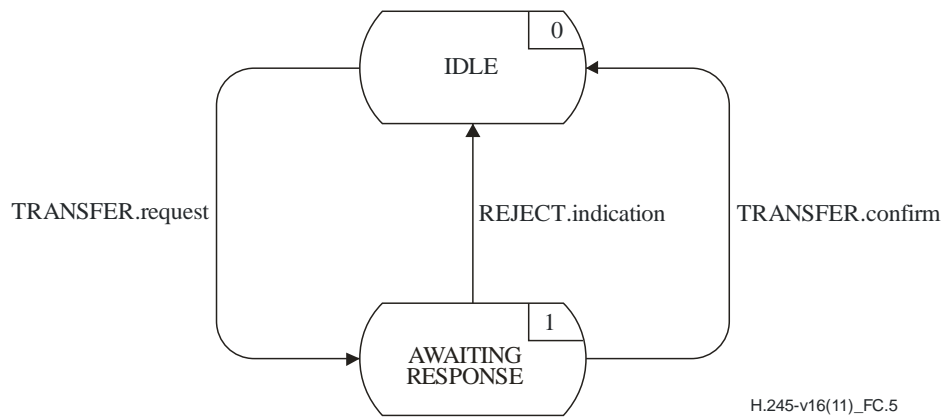 0
IDLE
TRANSFER.request
REJECT.indication
TRANSFER.confirm
1
AWAITING
RESPONSE
H.245-v16(11)_FC.5